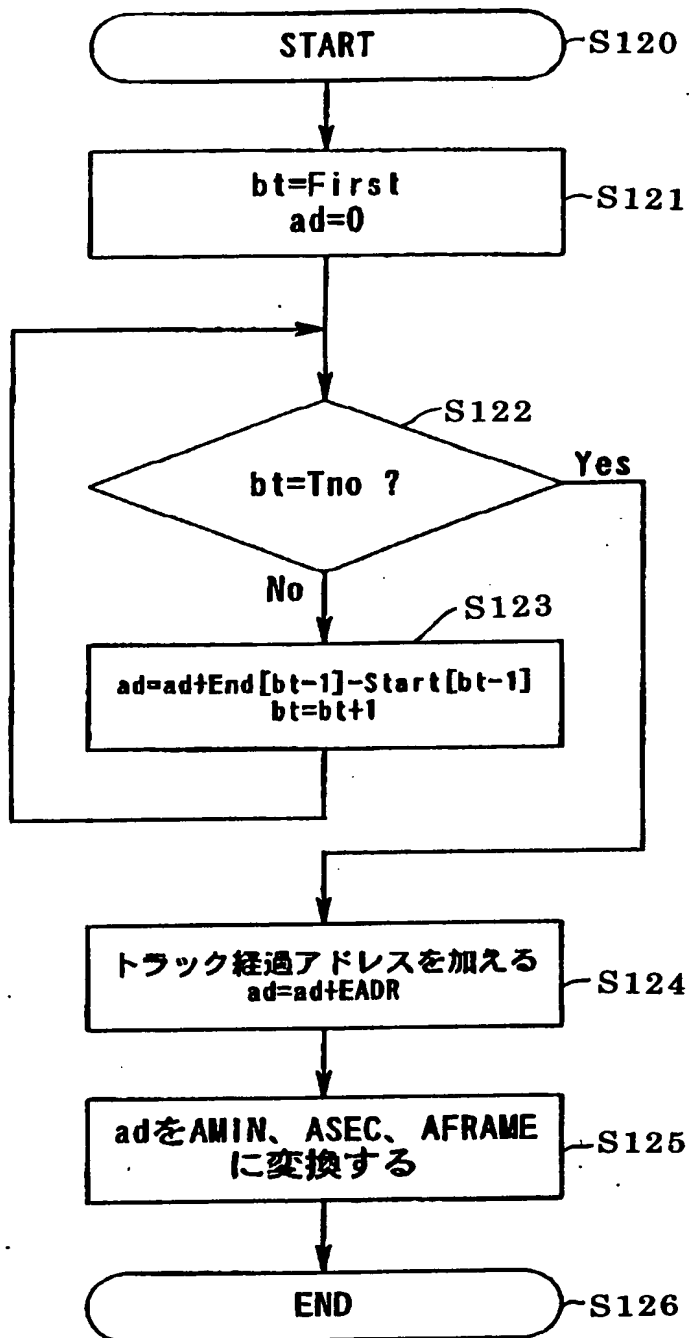 START
S120
bt=First
ad=0
S121
S122
bt=Tno ?
Yes
No
S123
ad=ad+End[bt-1]-Start[bt-1]
bt=bt+1
トラック経過アドレスを加える
ad=ad+EADR
S124
adをAMIN、ASEC、AFRAME
に変換する
S125
END
S126